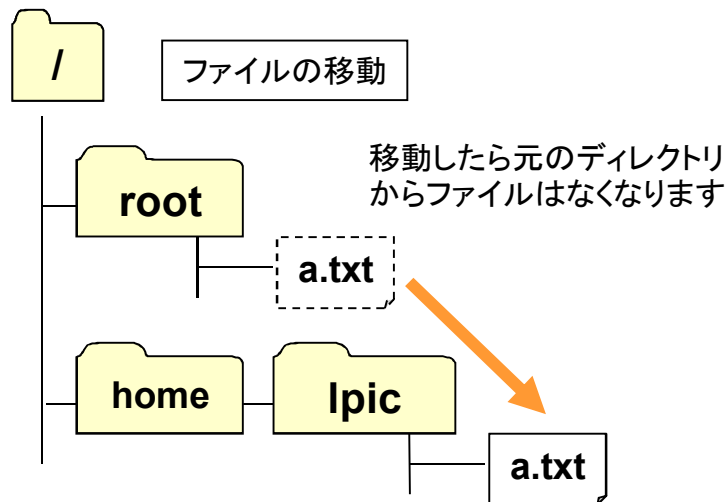 /
ファイルの移動
移動したら元のディレクトリ
からファイルはなくなります
root
a.txt
home
lpic
a.txt